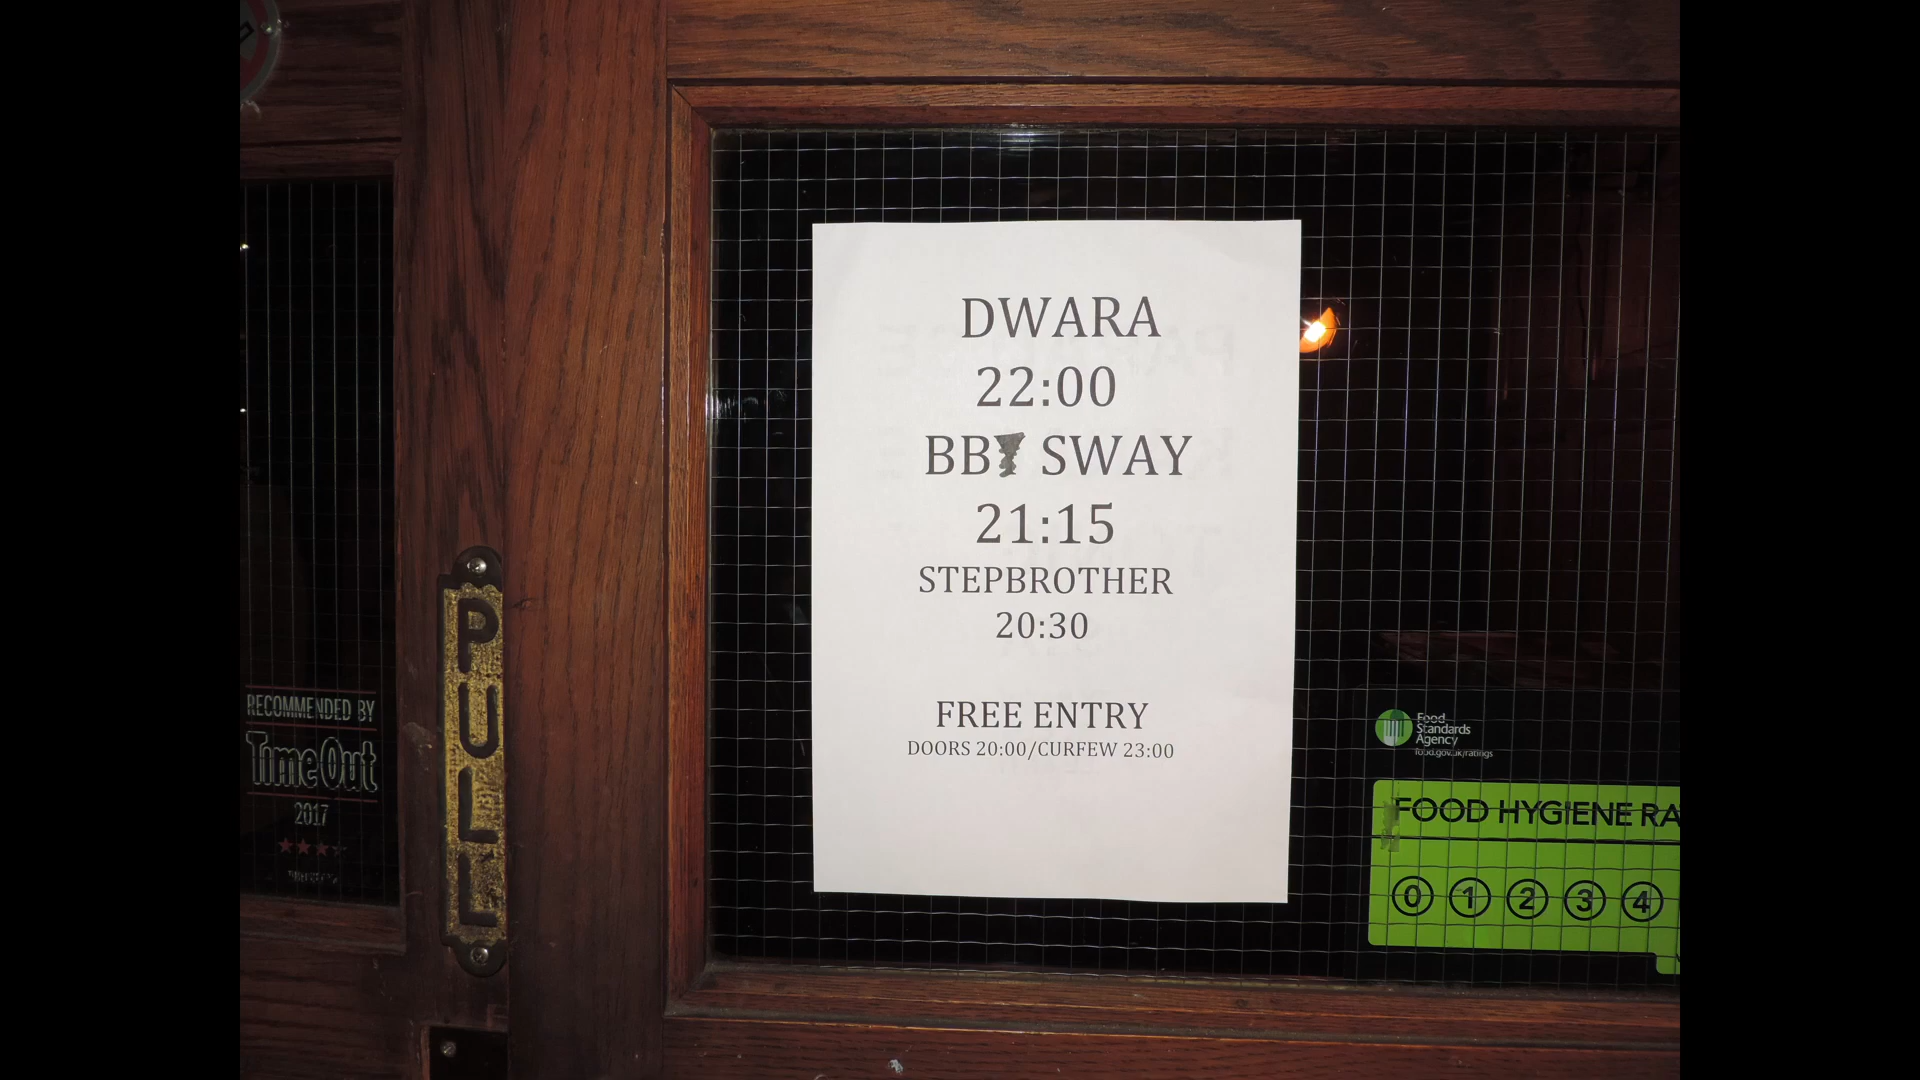 DWARA
22:00
BB SWAY
21:15
STEPBROTHER
20:30
FREE ENTRY
DOORS 20:00/CURFEW 23:00
PULL
RECOMMENDED BY
TimeOut
2017
Food
Standards
Agency
food.gov.uk/ratings
FOOD HYGIENE RA
0 1 2 3 4